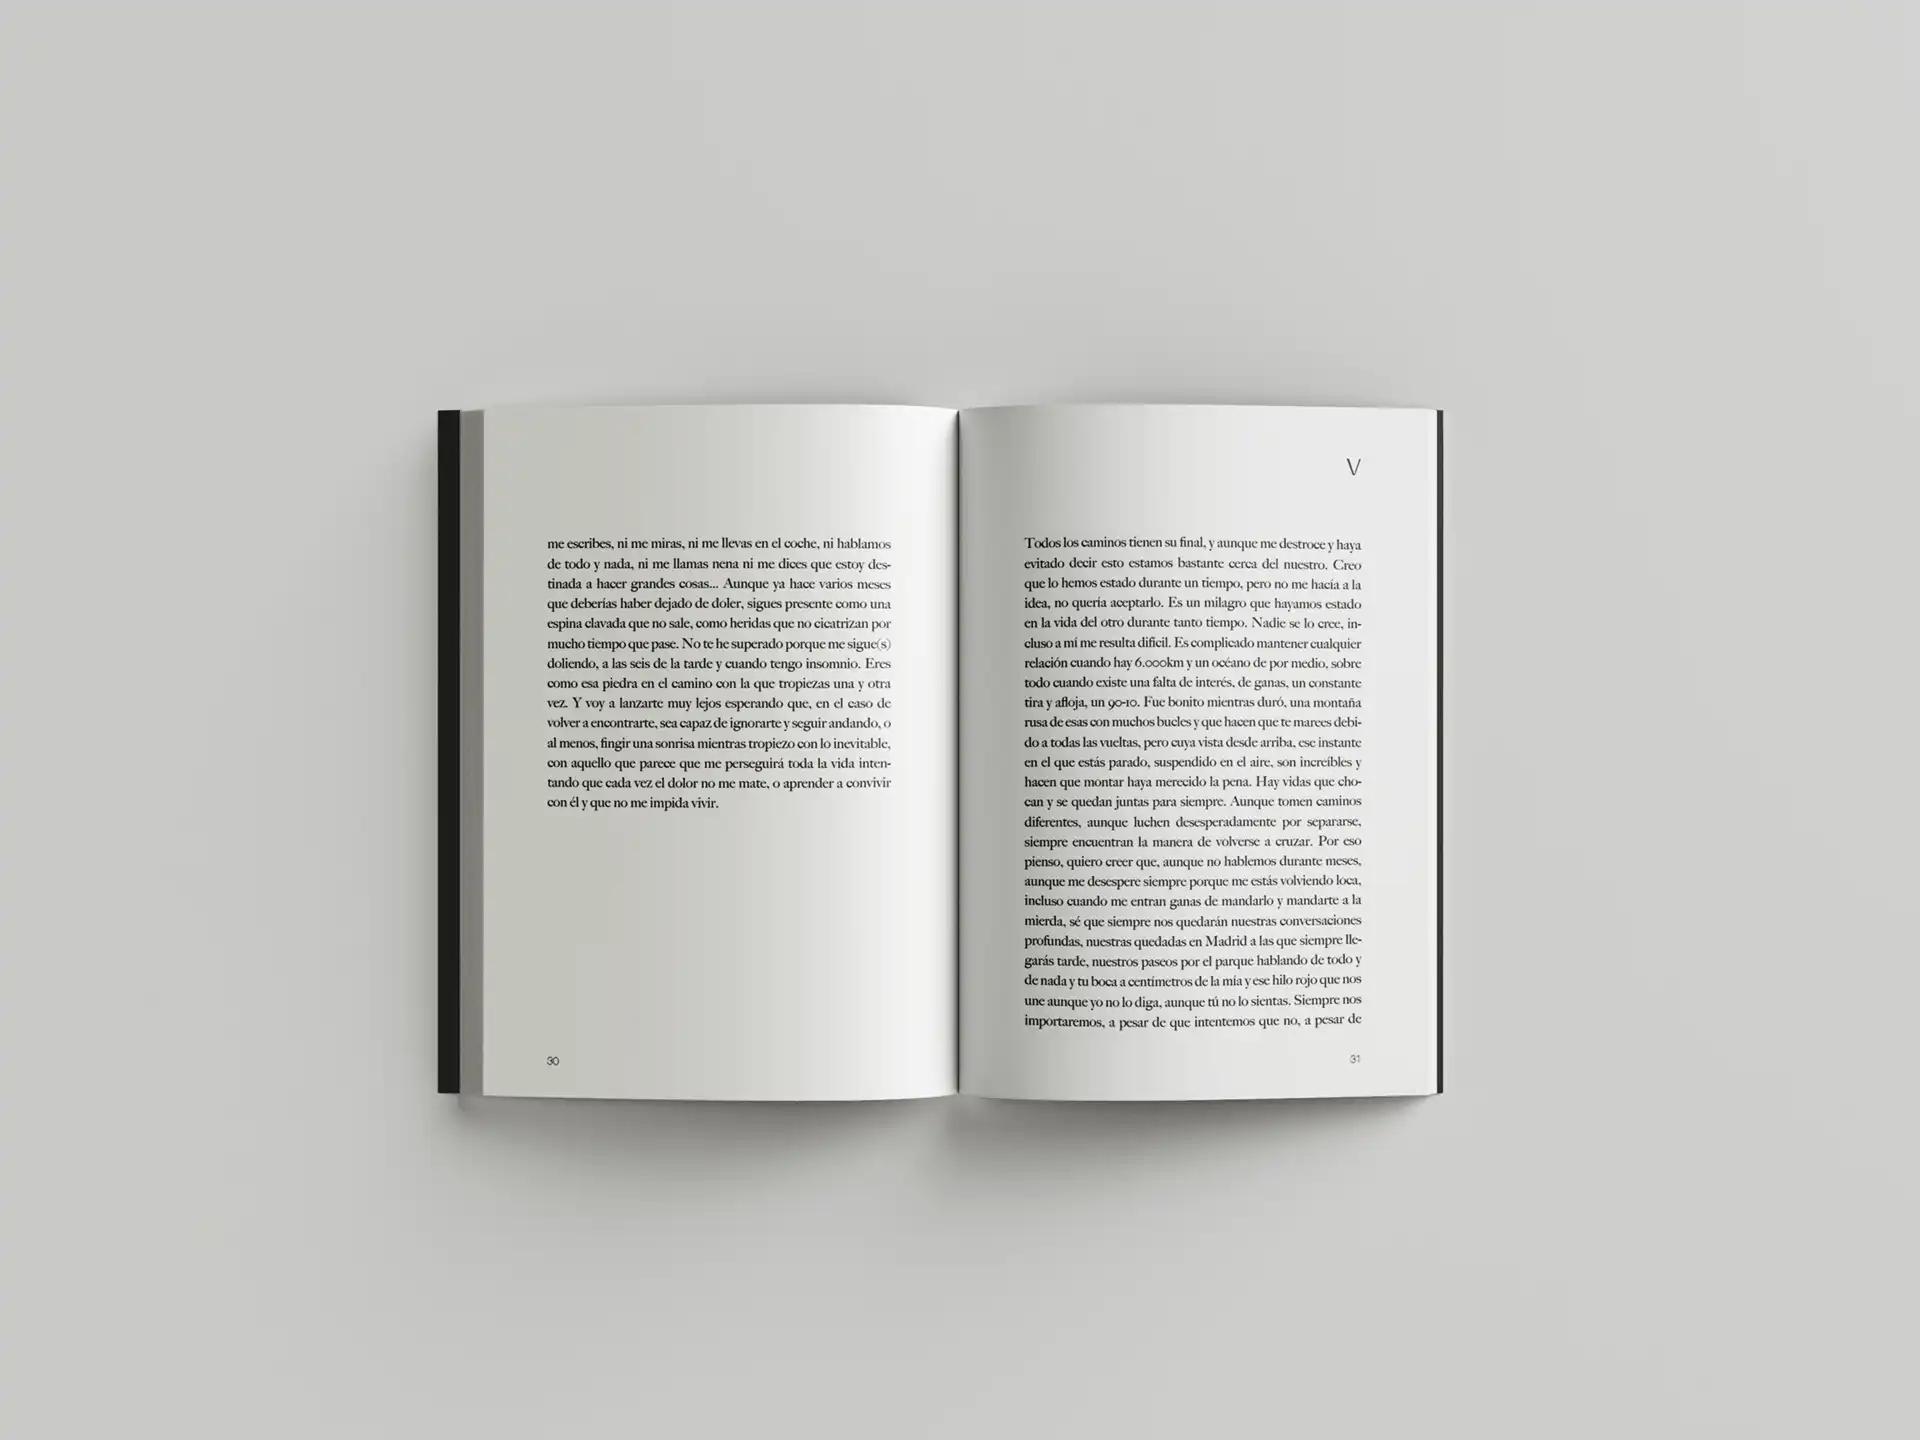 me escribes, ni me miras, ni me llevas en el coche, ni hablamos
de todo y nada, ni me llamas nena ni me dices que estoy des-
tinada a hacer grandes cosas... Aunque ya hace varios meses
que deberías haber dejado de doler, sigues presente como una
espina clavada que no sale, como heridas que no cicatrizan por
mucho tiempo que pase. No te he superado porque me sigue(s)
doliendo, a las seis de la tarde y cuando tengo insomnio. Eres
como esa piedra en el camino con la que tropiezas una y otra
vez. Y voy a lanzarte muy lejos esperando que, en el caso de
volver a encontrarte, sea capaz de ignorarte y seguir andando, o
al menos, fingir una sonrisa mientras tropiezo con lo inevitable,
con aquello que parece que me perseguirá toda la vida inten-
tando que cada vez el dolor no me mate, o aprender a convivir
con él y que no me impida vivir.
30
V
Todos los caminos tienen su final, y aunque me destroce y haya
evitado decir esto estamos bastante cerca del nuestro. Creo
que lo hemos estado durante un tiempo, pero no me hacía a la
idea, no quería aceptarlo. Es un milagro que hayamos estado
en la vida del otro durante tanto tiempo. Nadie se lo cree, in-
cluso a mí me resulta difícil. Es complicado mantener cualquier
relación cuando hay 6.000km y un océano de por medio, sobre
todo cuando existe una falta de interés, de ganas, un constante
tira y afloja, un 90-10. Fue bonito mientras duró, una montaña
rusa de esas con muchos bucles y que hacen que te marees debi-
do a todas las vueltas, pero cuya vista desde arriba, ese instante
en el que estás parado, suspendido en el aire, son increíbles y
hacen que montar haya merecido la pena. Hay vidas que cho-
can y se quedan juntas para siempre. Aunque tomen caminos
diferentes, aunque luchen desesperadamente por separarse,
siempre encuentran la manera de volverse a cruzar. Por eso
pienso, quiero creer que, aunque no hablemos durante meses,
aunque me desespere siempre porque me estás volviendo loca,
incluso cuando me entran ganas de mandarlo y mandarte a la
mierda, sé que siempre nos quedarán nuestras conversaciones
profundas, nuestras quedadas en Madrid a las que siempre lle-
garás tarde, nuestros paseos por el parque hablando de todo y
de nada y tu boca a centímetros de la mía y ese hilo rojo que nos
une aunque yo no lo diga, aunque tú no lo sientas. Siempre nos
importaremos, a pesar de que intentemos que no, a pesar de
31